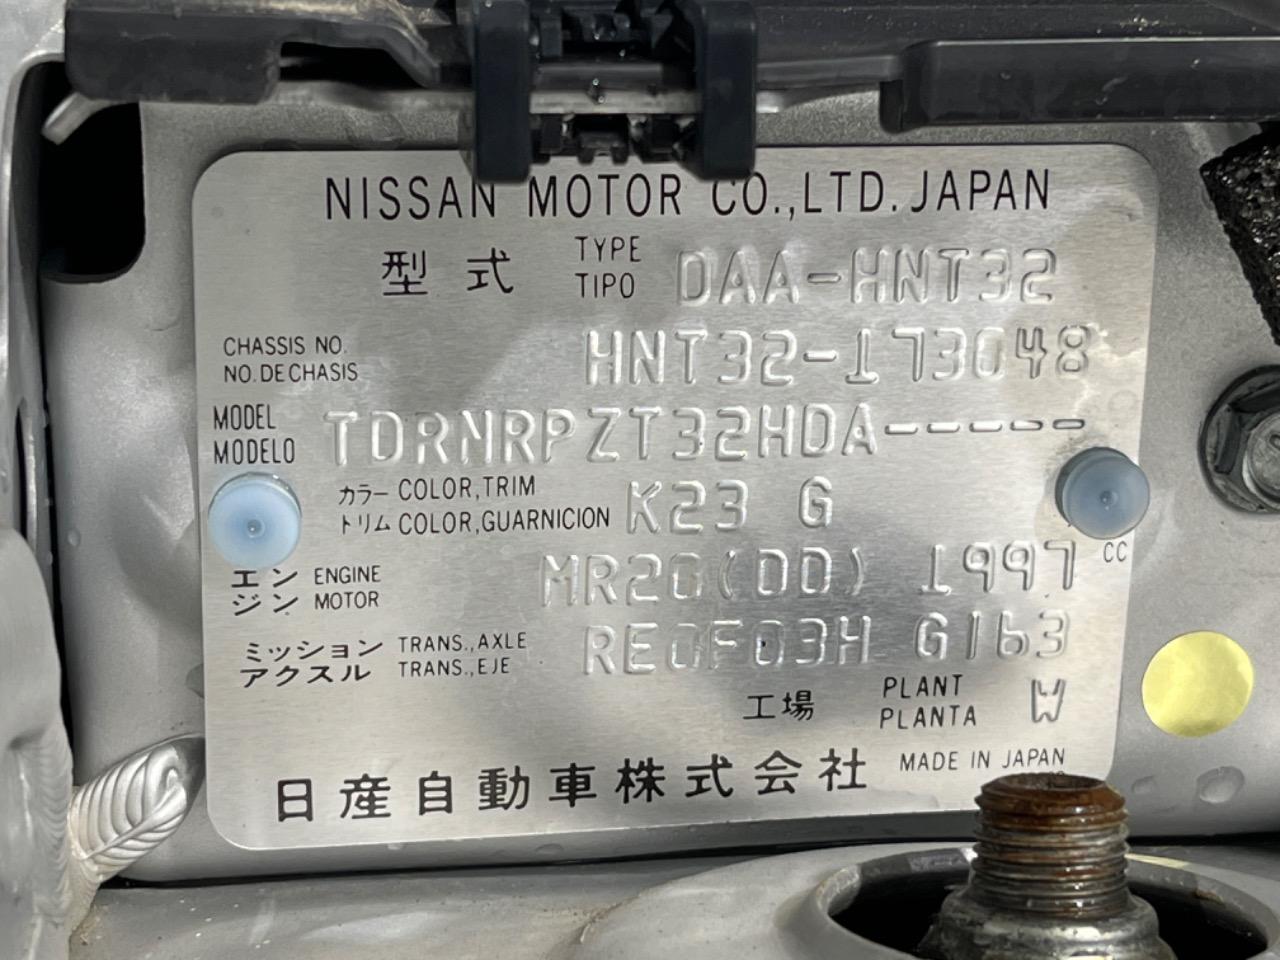 NISSAN MOTOR CO.,LTD. JAPAN
型式 TYPE TIPO DAA-HNT32
CHASSIS NO. NO. DE CHASIS HNT32-173048
MODEL MODELO TDRNRPZT32HDA-----
カラー COLOR,TRIM
トリム COLOR,GUARNICION K23 G
エンジン ENGINE MOTOR MR20(DD) 1997 CC
ミッション TRANS.,AXLE
アクスル TRANS.,EJE RE0F03H G163
工場 PLANT PLANTA W
日産自動車株式会社 MADE IN JAPAN